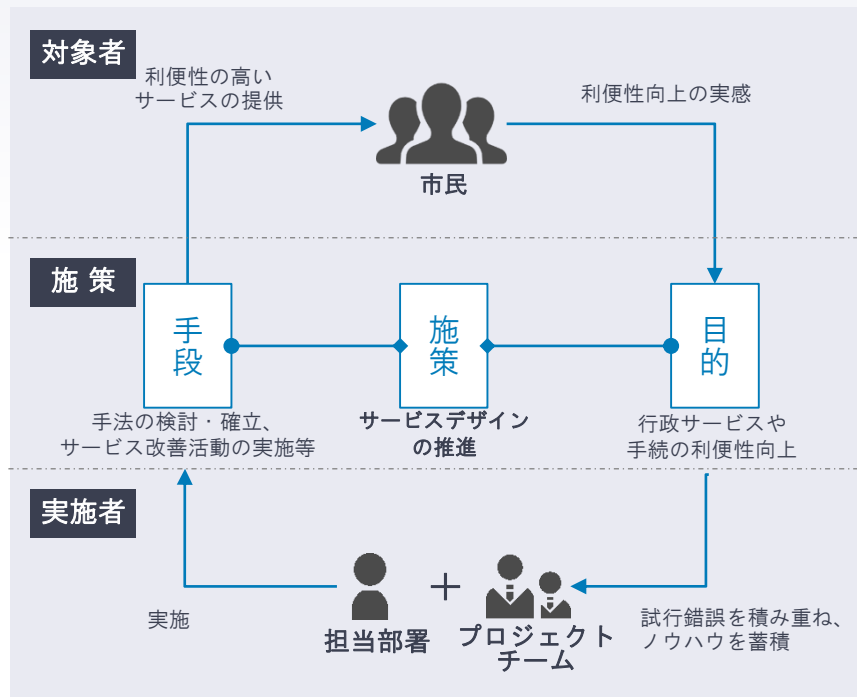 対象者
利便性の高い
サービスの提供
利便性向上の実感
市民
施策
手段
施策
目的
手法の検討・確立、
サービス改善活動の実施等
サービスデザイン
の推進
行政サービスや
手続の利便性向上
実施者
実施
担当部署
+
プロジェクト
チーム
試行錯誤を積み重ね、
ノウハウを蓄積